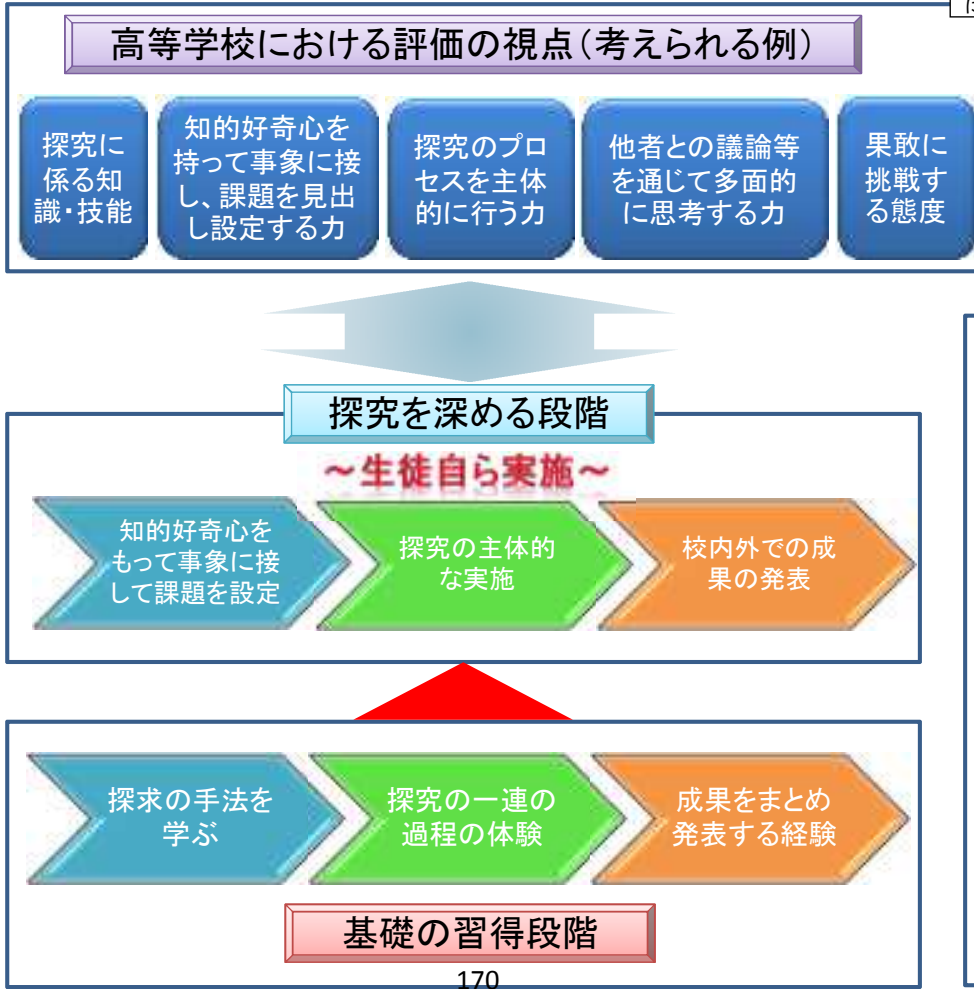 高等学校における評価の視点(考えられる例)
探究に
係る知
識・技能
知的好奇心を
持って事象に接
し、課題を見出
し設定する力
探究のプロ
セスを主体
的に行う力
他者との議論等
を通じて多面的
に思考する力
果敢に
挑戦す
る態度
探究を深める段階
~生徒自ら実施~
知的好奇心を
もって事象に接
して課題を設定
探究の主体的
な実施
校内外での成
果の発表
探求の手法を
学ぶ
探究の一連の
過程の体験
成果をまとめ
発表する経験
基礎の習得段階
170